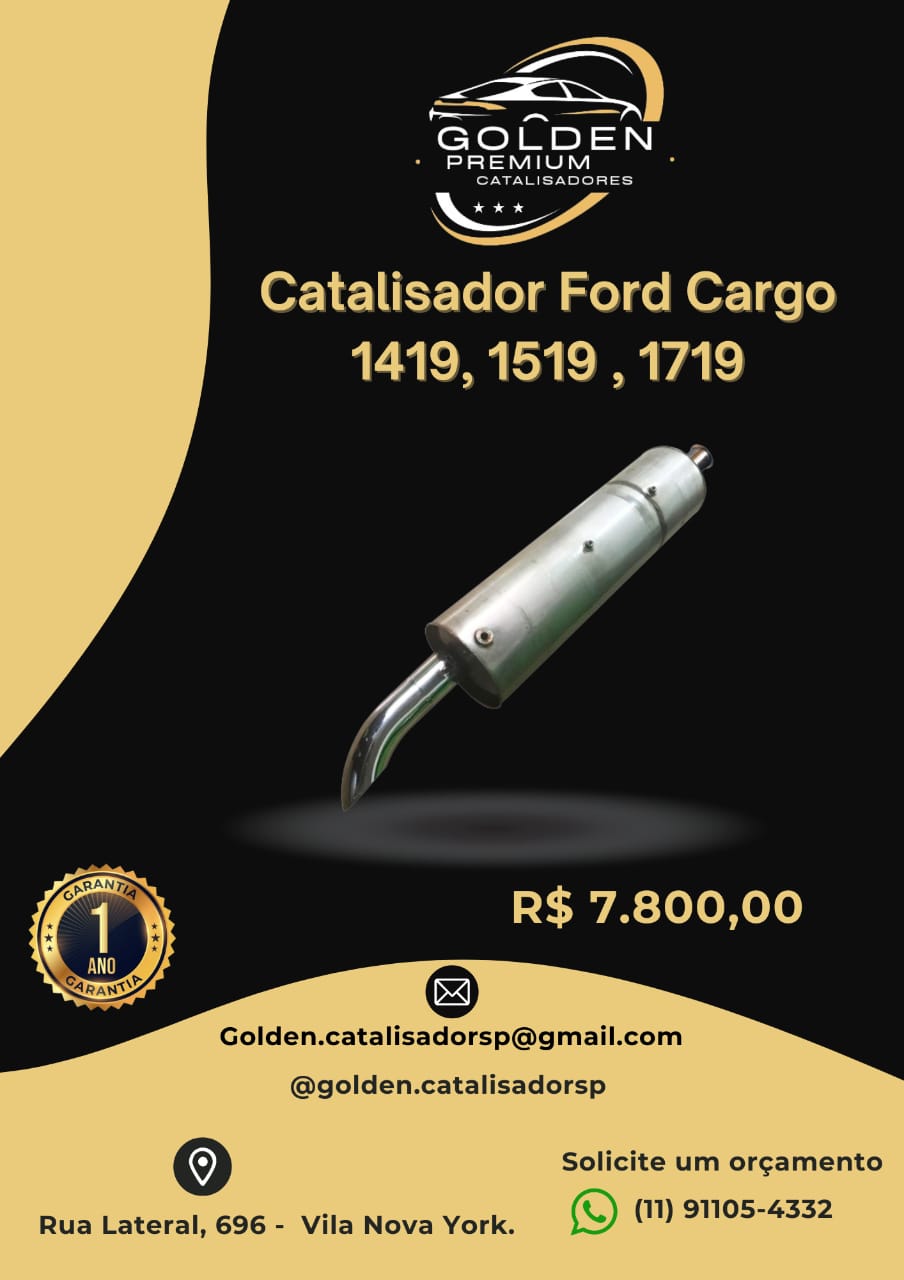 GOLDEN
PREMIUM
CATALISADORES
Catalisador Ford Cargo
1419, 1519 , 1719
GARANTIA
1
ANO
GARANTIA
R$ 7.800,00
Golden.catalisadorsp@gmail.com
@golden.catalisadorsp
Rua Lateral, 696 -  Vila Nova York.
Solicite um orçamento
(11) 91105-4332